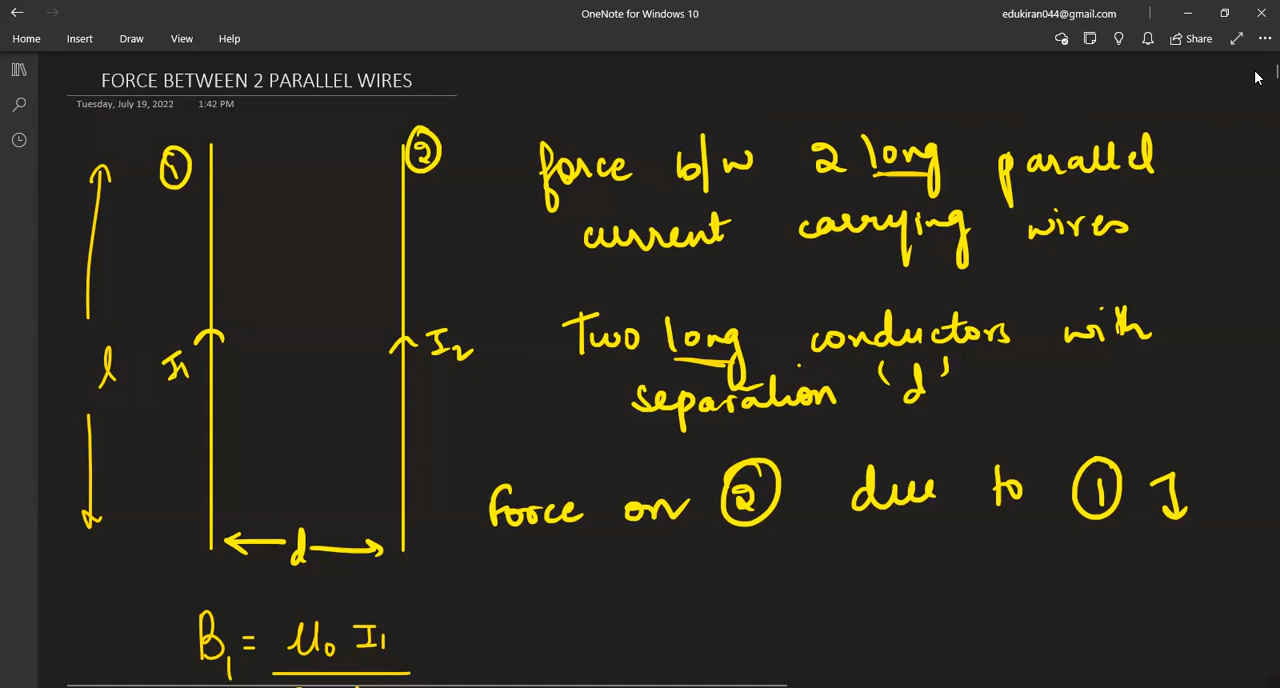 OneNote for Windows 10
edukiran044@gmail.com
Home Insert Draw View Help
Share
FORCE BETWEEN 2 PARALLEL WIRES
Tuesday, July 19, 2022 1:42 PM
① ②
force b/w 2 long parallel
current carrying wires
I₁ I₂
l
Two long conductors with
separation 'd'
Force on ② due to ①
d
B₁ = μ₀ I₁